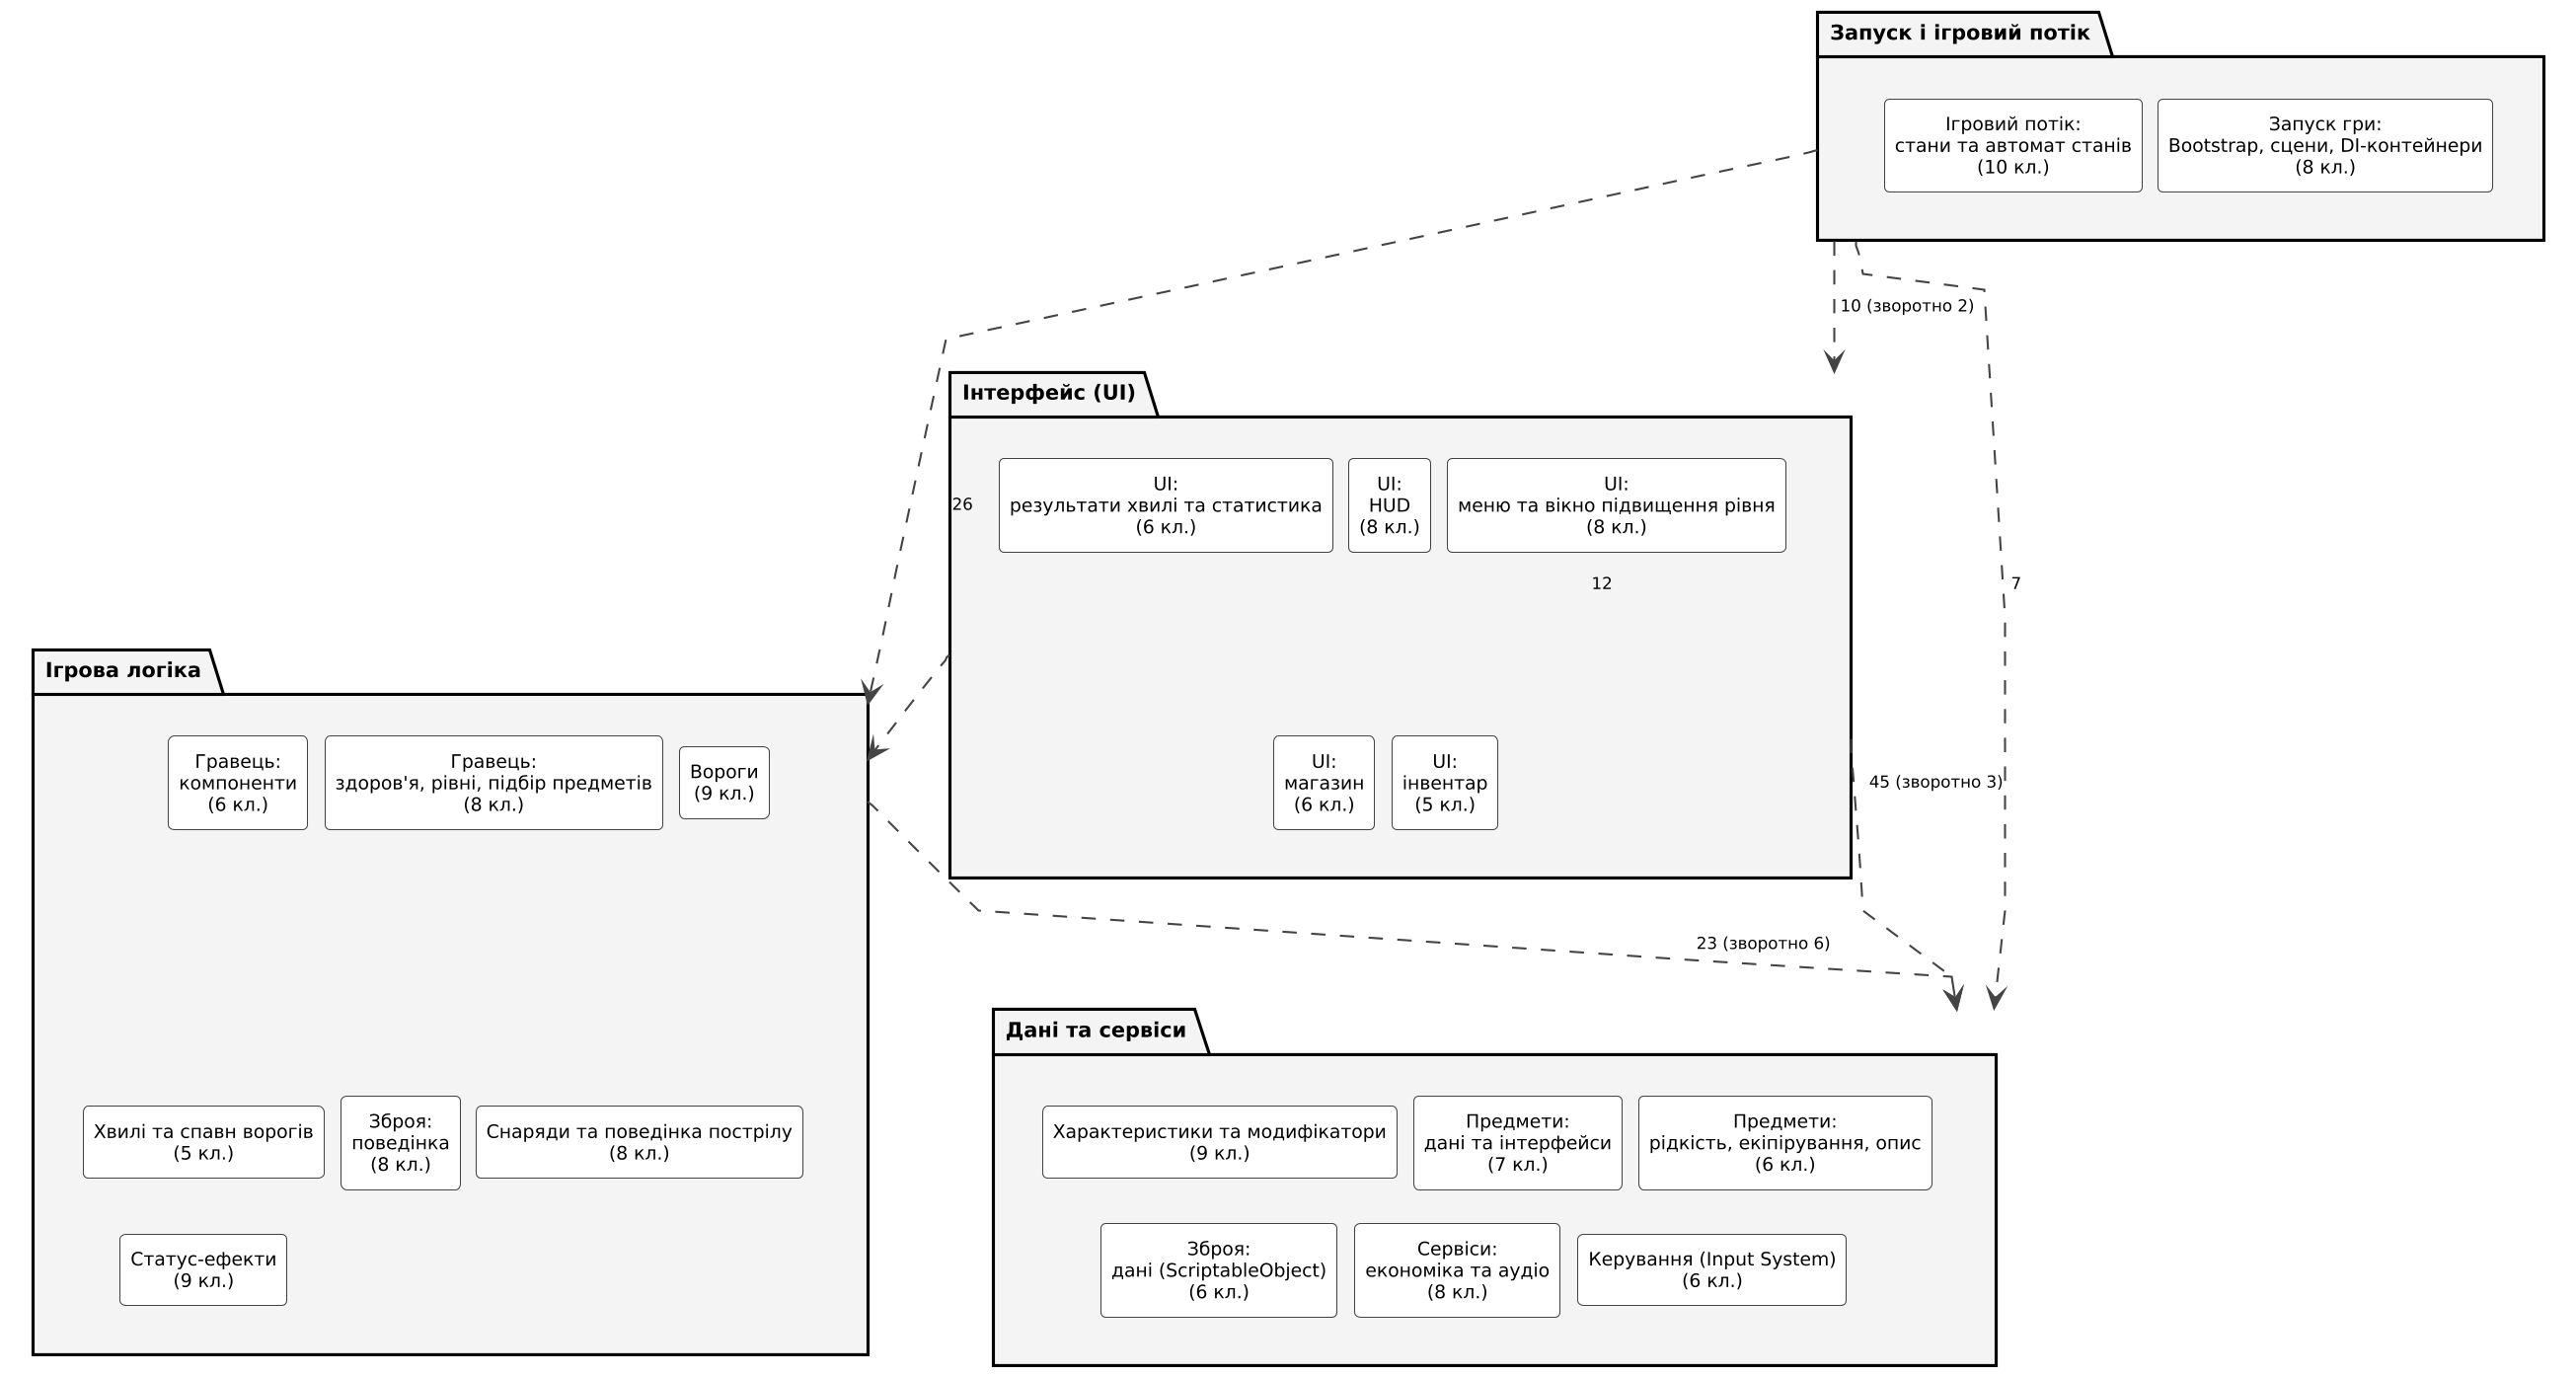 Запуск і ігровий потік
Ігровий потік:
стани та автомат станів
(10 кл.)
Запуск гри:
Bootstrap, сцени, DI-контейнери
(8 кл.)
10 (зворотно 2)
Інтерфейс (UI)
26
UI:
результати хвилі та статистика
(6 кл.)
UI:
HUD
(8 кл.)
UI:
меню та вікно підвищення рівня
(8 кл.)
12
7
UI:
магазин
(6 кл.)
UI:
інвентар
(5 кл.)
45 (зворотно 3)
Ігрова логіка
Гравець:
компоненти
(6 кл.)
Гравець:
здоров'я, рівні, підбір предметів
(8 кл.)
Вороги
(9 кл.)
Хвилі та спавн ворогів
(5 кл.)
Зброя:
поведінка
(8 кл.)
Снаряди та поведінка пострілу
(8 кл.)
Статус-ефекти
(9 кл.)
23 (зворотно 6)
Дані та сервіси
Характеристики та модифікатори
(9 кл.)
Предмети:
дані та інтерфейси
(7 кл.)
Предмети:
рідкість, екіпірування, опис
(6 кл.)
Зброя:
дані (ScriptableObject)
(6 кл.)
Сервіси:
економіка та аудіо
(8 кл.)
Керування (Input System)
(6 кл.)